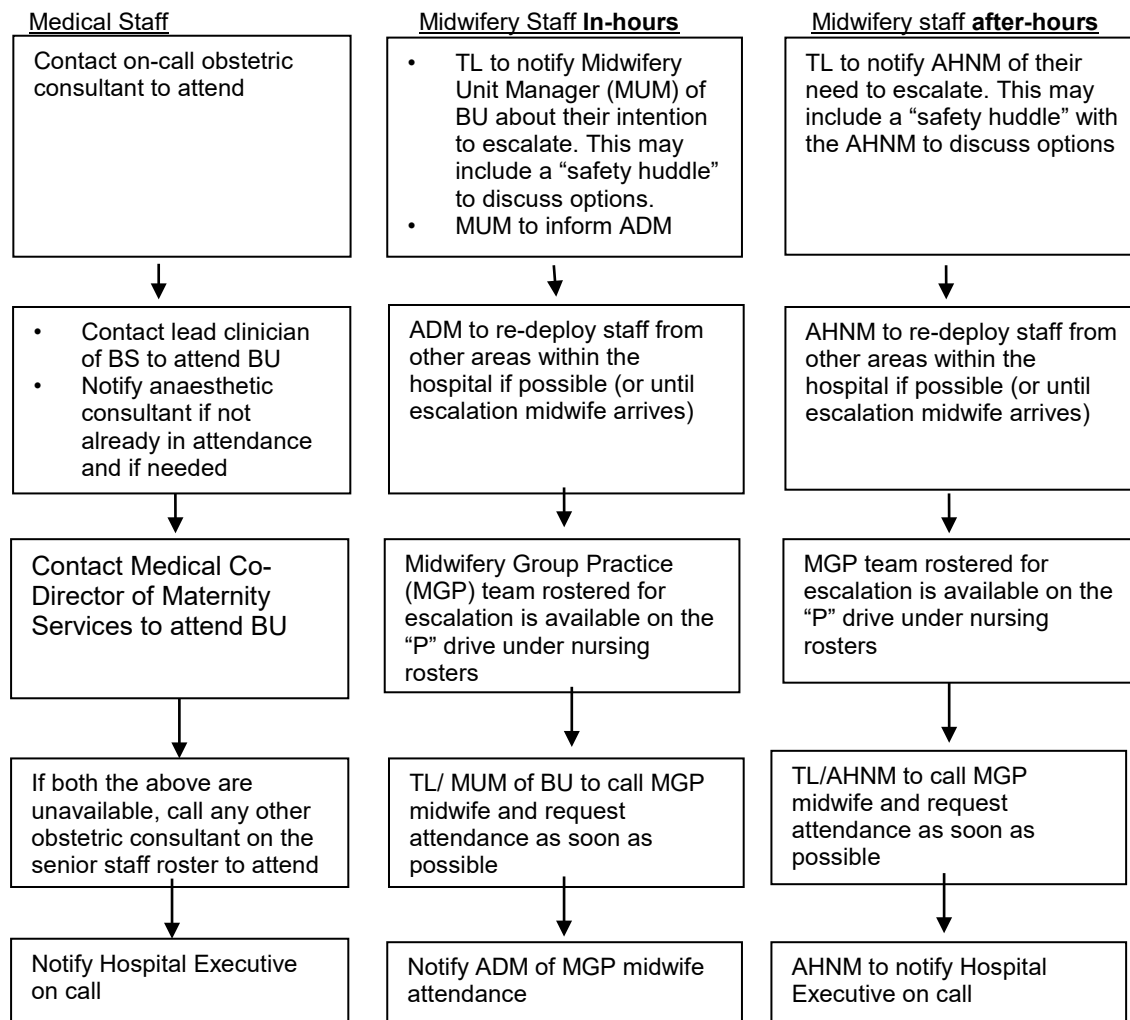 Medical Staff
Contact on-call obstetric
consultant to attend
• Contact lead clinician
of BS to attend BU
• Notify anaesthetic
consultant if not
already in attendance
and if needed
Contact Medical Co-
Director of Maternity
Services to attend BU
If both the above are
unavailable, call any other
obstetric consultant on the
senior staff roster to attend
Notify Hospital Executive
on call
Midwifery Staff In-hours
• TL to notify Midwifery
Unit Manager (MUM) of
BU about their intention
to escalate. This may
include a “safety huddle”
to discuss options.
• MUM to inform ADM
ADM to re-deploy staff from
other areas within the
hospital if possible (or until
escalation midwife arrives)
Midwifery Group Practice
(MGP) team rostered for
escalation is available on the
“P” drive under nursing
rosters
TL/ MUM of BU to call MGP
midwife and request
attendance as soon as
possible
Notify ADM of MGP midwife
attendance
Midwifery staff after-hours
TL to notify AHNM of their
need to escalate. This may
include a “safety huddle” with
the AHNM to discuss options
AHNM to re-deploy staff from
other areas within the
hospital if possible (or until
escalation midwife arrives)
MGP team rostered for
escalation is available on the
“P” drive under nursing
rosters
TL/AHNM to call MGP
midwife and request
attendance as soon as
possible
AHNM to notify Hospital
Executive on call